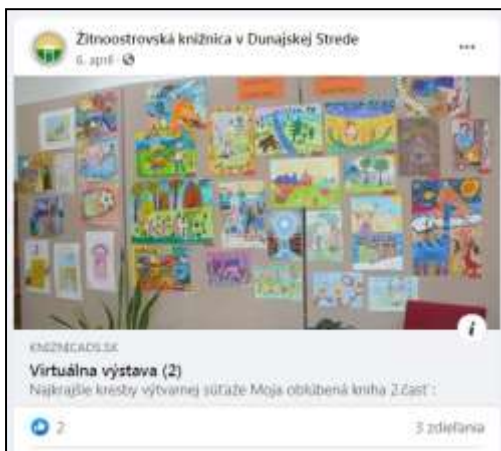 Žitnoostrovská knižnica v Dunajskej Strede
6. apríl
KNIZNICADS.SK
Virtuálna výstava (2)
Najkrajšie kresby výtvarnej súťaže Moja obľúbená kniha 2.časť :
2
3 zdieľania